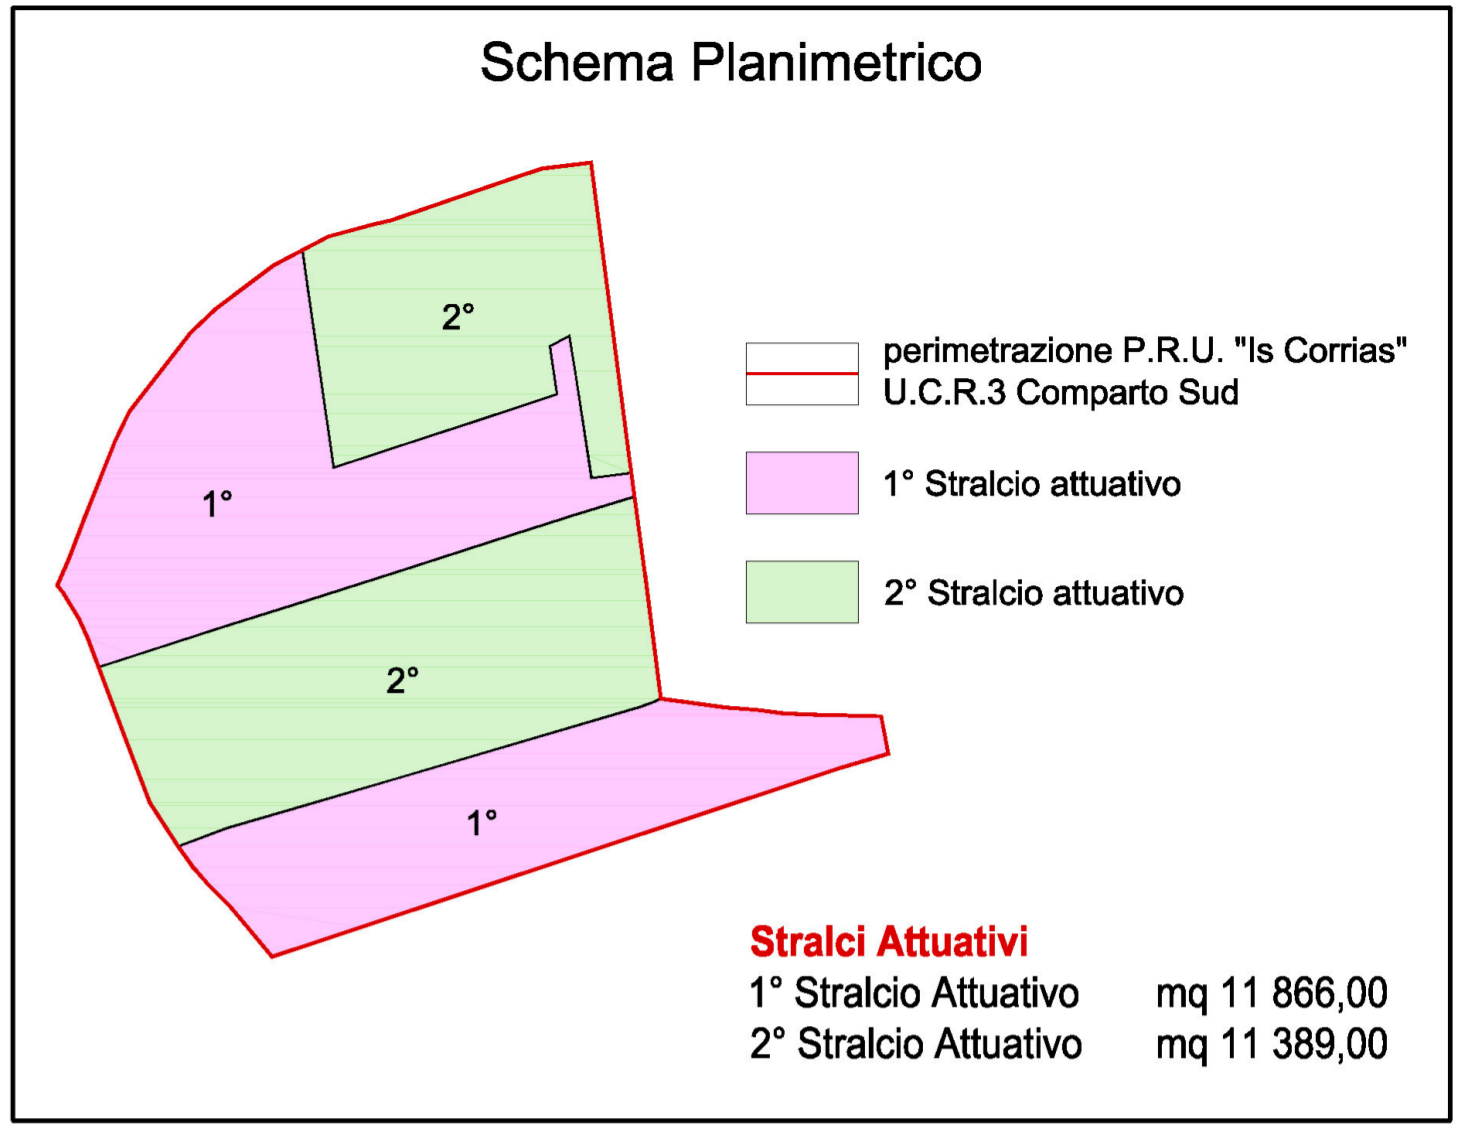 Schema Planimetrico
2°
perimetrazione P.R.U. "Is Corrias"
U.C.R.3 Comparto Sud
1° Stralcio attuativo
1°
2° Stralcio attuativo
2°
1°
Stralci Attuativi
1° Stralcio Attuativo mq 11 866,00
2° Stralcio Attuativo mq 11 389,00